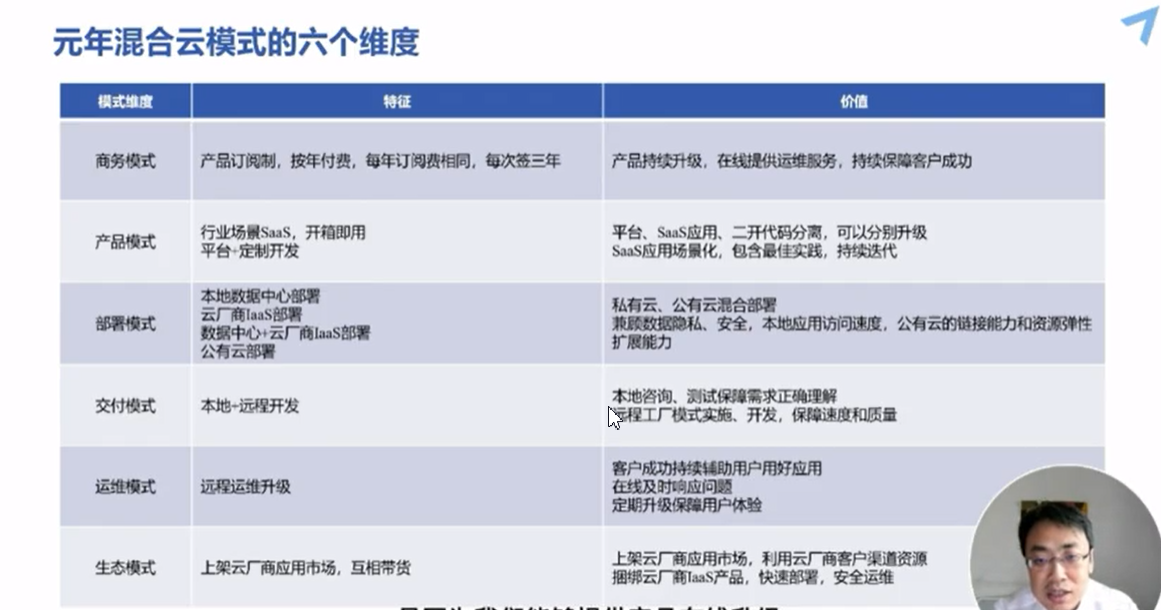 元年混合云模式的六个维度
模式维度
特征
价值
商务模式
产品订阅制，按年付费，每年订阅费相同，每次签三年
产品持续升级，在线提供运维服务，持续保障客户成功
产品模式
行业场景SaaS，开箱即用
平台+定制开发
平台、SaaS应用、二开代码分离，可以分别升级
SaaS应用场景化，包含最佳实践，持续迭代
部署模式
本地数据中心部署
云厂商IaaS部署
数据中心+云厂商IaaS部署
公有云部署
私有云、公有云混合部署
兼顾数据隐私、安全，本地应用访问速度，公有云的链接能力和资源弹性
扩展能力
交付模式
本地+远程开发
本地咨询、测试保障需求正确理解
远程工厂模式实施、开发，保障速度和质量
运维模式
远程运维升级
客户成功持续辅助用户用好应用
在线及时响应问题
定期升级保障用户体验
生态模式
上架云厂商应用市场，互相带货
上架云厂商应用市场，利用云厂商客户渠道资源
捆绑云厂商IaaS产品，快速部署，安全运维